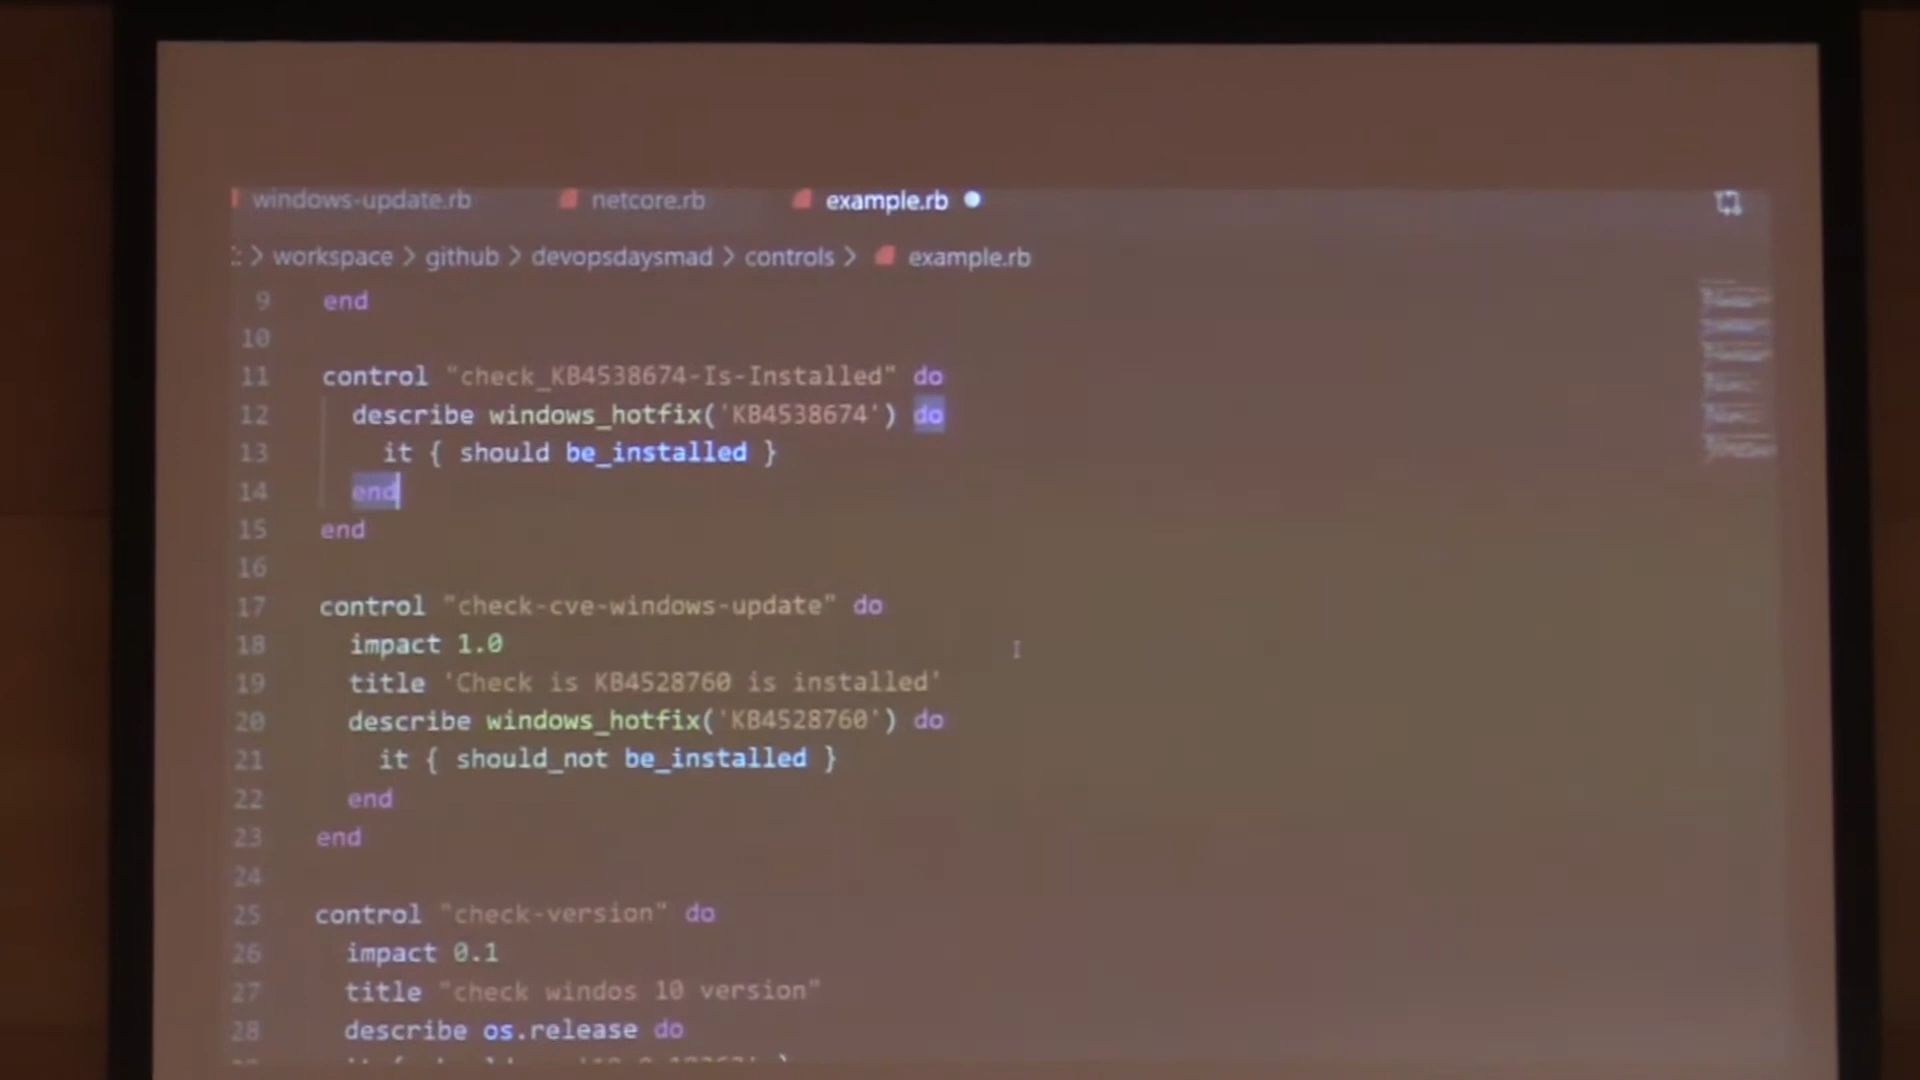 windows-update.rb netcore.rb example.rb
> workspace > github > devopsdaysmad > controls > example.rb
9 end
10
11 control "check_KB4538674-Is-Installed" do
12 describe windows_hotfix('KB4538674') do
13 it { should be_installed }
14 end
15 end
16
17 control "check-cve-windows-update" do
18 impact 1.0
19 title 'Check is KB4528760 is installed'
20 describe windows_hotfix('KB4528760') do
21 it { should_not be_installed }
22 end
23 end
24
25 control "check-version" do
26 impact 0.1
27 title "check windos 10 version"
28 describe os.release do